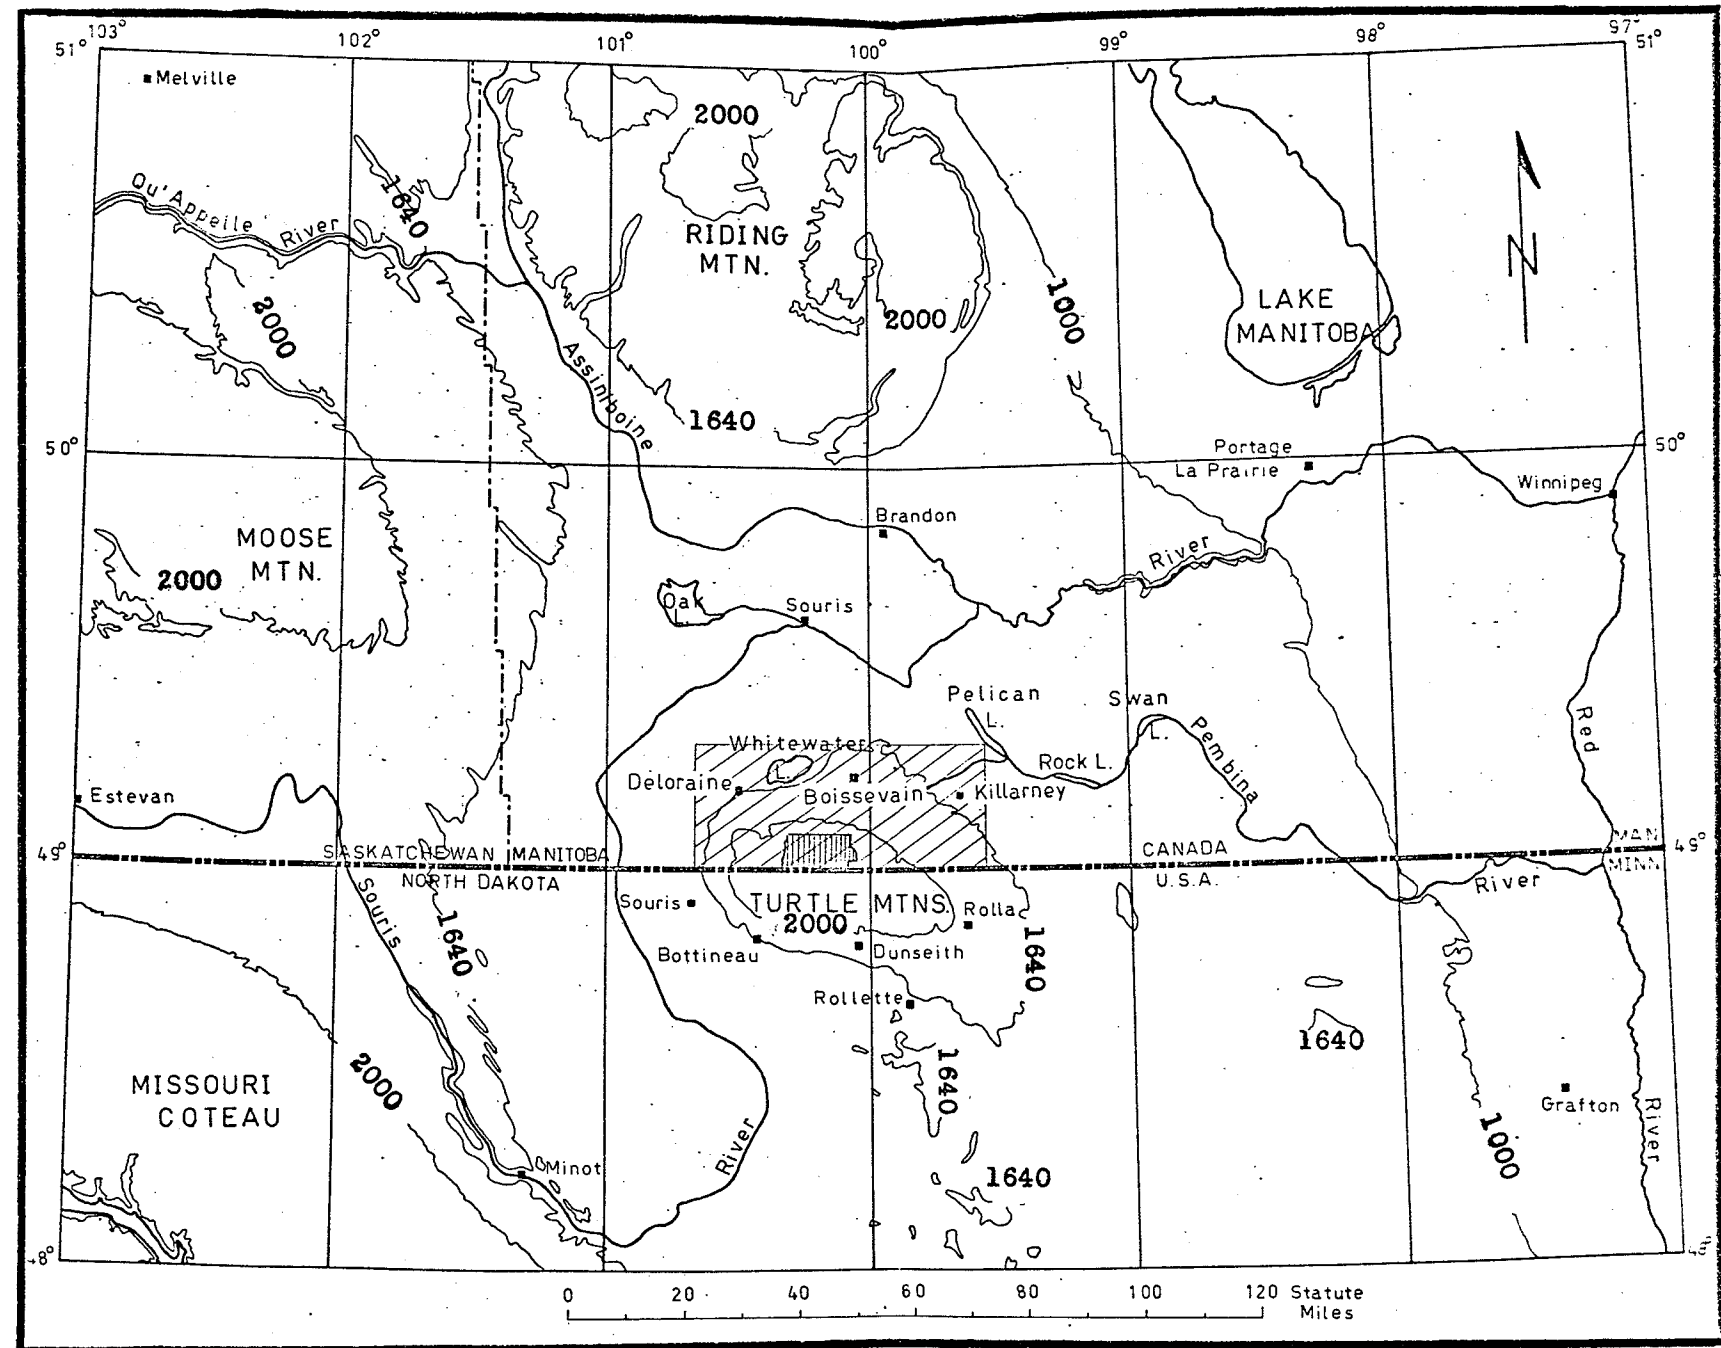 103°
102°
101°
100°
99°
98°
97°
51°
51°
Melville
2000
1640
Qu'Appelle River
RIDING
MTN.
2000
2000
1000
LAKE
MANITOBA
N
Assiniboine
1640
50°
50°
Portage
La Prairie
Winnipeg
MOOSE
MTN.
2000
Brandon
River
Oak
L.
Souris
Pelican
L.
Swan
L.
Pembina
Red
Whitewater
L.
Deloraine
Boissevain
Rock L.
Killarney
Estevan
49°
49°
SASKATCHEWAN MANITOBA
NORTH DAKOTA
CANADA
U.S.A.
MAN
MINN
River
Souris
1640
Souris
TURTLE MTNS.
2000
Rolla
Bottineau
Dunseith
1640
Rollette
1640
1640
2000
MISSOURI
COTEAU
1640
Grafton
1000
River
River
Minot
0 20 40 60 80 100 120 Statute
Miles